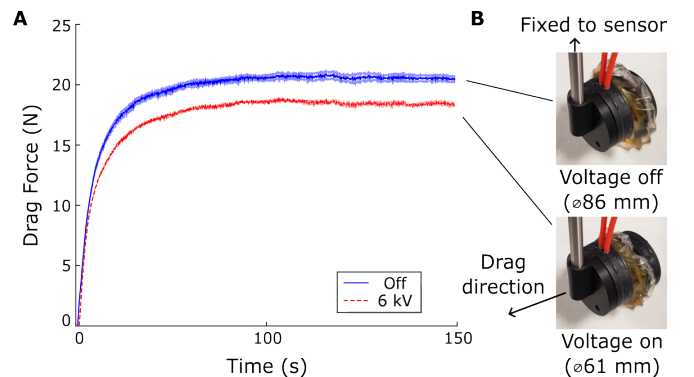 A
25
20
15
10
5
0
Drag Force (N)
0
100
150
Time (s)
Off
6 kV
B
Fixed to sensor
Voltage off
(⌀86 mm)
Drag
direction
Voltage on
(⌀61 mm)